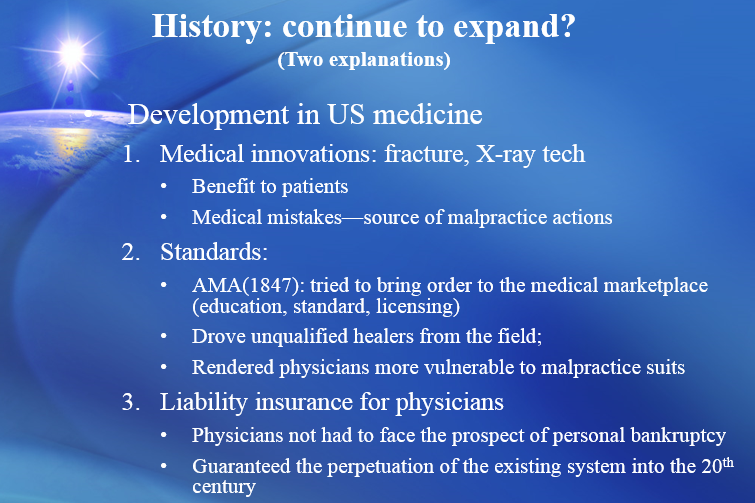 History: continue to expand?
(Two explanations)
• Development in US medicine
1. Medical innovations: fracture, X-ray tech
• Benefit to patients
• Medical mistakes—source of malpractice actions
2. Standards:
• AMA(1847): tried to bring order to the medical marketplace
(education, standard, licensing)
• Drove unqualified healers from the field;
• Rendered physicians more vulnerable to malpractice suits
3. Liability insurance for physicians
• Physicians not had to face the prospect of personal bankruptcy
• Guaranteed the perpetuation of the existing system into the 20th
century